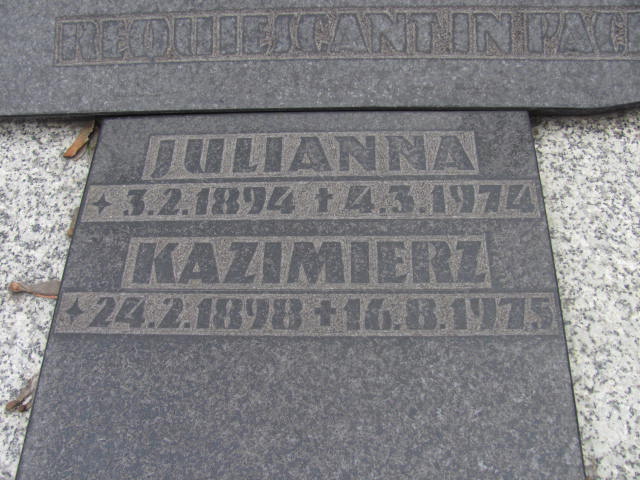 REQUIESCANT IN PACE
JULIANNA
✦ 3.2.1894 ✝ 4.3.1974
KAZIMIERZ
✦ 24.2.1898 ✝ 16.8.1975